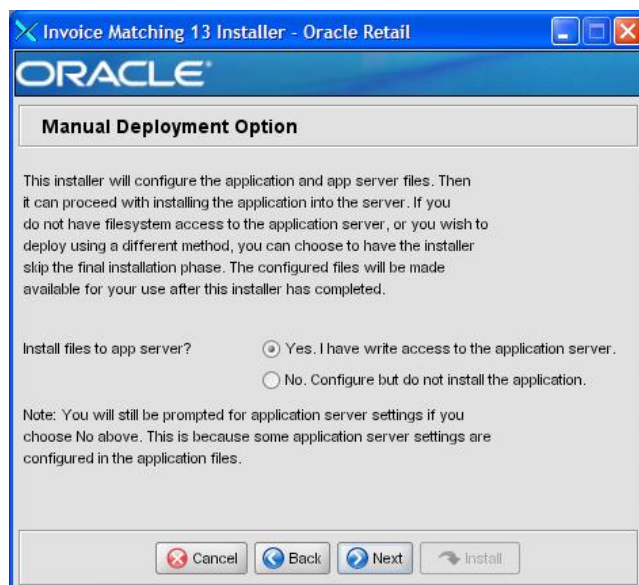 Invoice Matching 13 Installer - Oracle Retail
ORACLE®
Manual Deployment Option
This installer will configure the application and app server files. Then
it can proceed with installing the application into the server. If you
do not have filesystem access to the application server, or you wish to
deploy using a different method, you can choose to have the installer
skip the final installation phase. The configured files will be made
available for your use after this installer has completed.
Install files to app server?
Yes. I have write access to the application server.
No. Configure but do not install the application.
Note: You will still be prompted for application server settings if you
choose No above. This is because some application server settings are
configured in the application files.
Cancel
Back
Next
Install